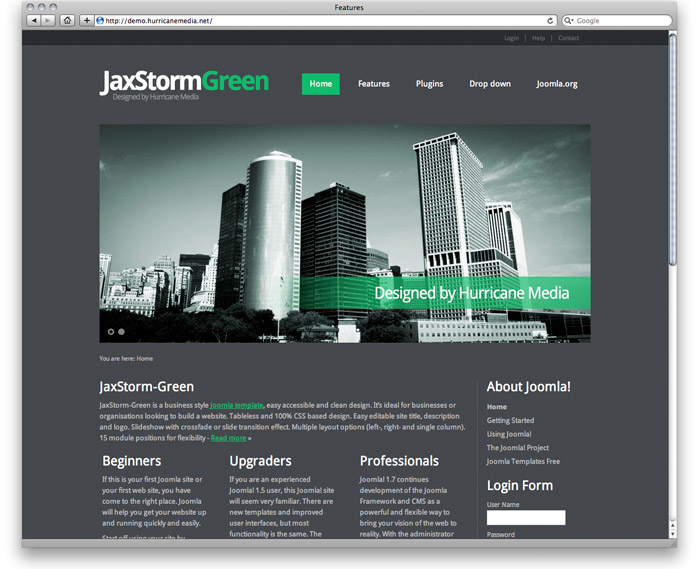 Features
http://demo.hurricanemedia.net/
Google
Login | Help | Contact
JaxStormGreen
Designed by Hurricane Media
Home Features Plugins Drop down Joomla.org
Designed by Hurricane Media
You are here: Home
JaxStorm-Green
JaxStorm-Green is a business style Joomla template, easy accessible and clean design. It's ideal for businesses or
organisations looking to build a website. Tableless and 100% CSS based design. Easy editable site title, description
and logo. Slideshow with crossfade or slide transition effect. Multiple layout options (left-, right- and single column).
15 module positions for flexibility - Read more »
Beginners
If this is your first Joomla site or
your first web site, you have
come to the right place. Joomla
will help you get your website up
and running quickly and easily.
Start off using your site by
Upgraders
If you are an experienced
Joomla! 1.5 user, this Joomla site
will seem very familiar. There are
new templates and improved
user interfaces, but most
functionality is the same. The
Professionals
Joomla! 1.7 continues
development of the Joomla
Framework and CMS as a
powerful and flexible way to
bring your vision of the web to
reality. With the administrator
About Joomla!
Home
Getting Started
Using Joomla!
The Joomla! Project
Joomla Templates Free
Login Form
User Name
Password